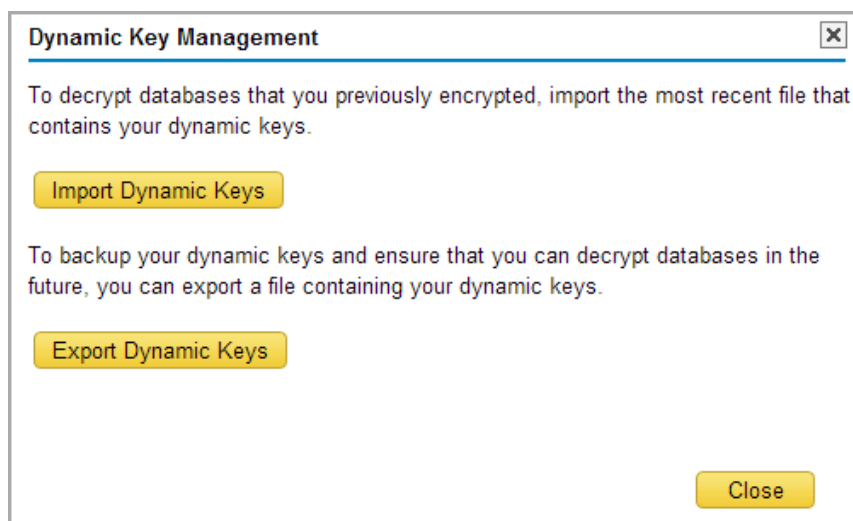 Dynamic Key Management
To decrypt databases that you previously encrypted, import the most recent file that
contains your dynamic keys.
Import Dynamic Keys
To backup your dynamic keys and ensure that you can decrypt databases in the
future, you can export a file containing your dynamic keys.
Export Dynamic Keys
Close